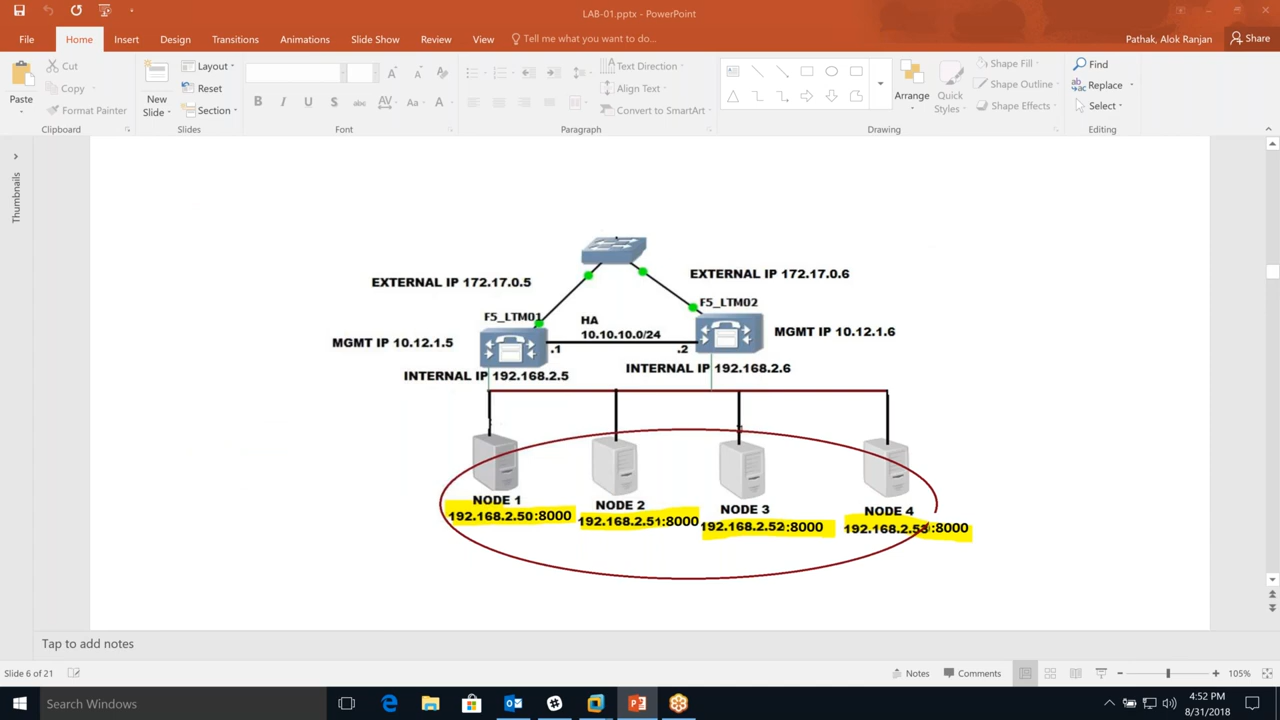 LAB-01.pptx - PowerPoint
File Home Insert Design Transitions Animations Slide Show Review View Tell me what you want to do... Pathak, Alok Ranjan Share
Paste
Cut
Copy
Format Painter
Clipboard
New Slide
Layout
Reset
Section
Slides
B I U S abc AV Aa A
Font
Text Direction
Align Text
Convert to SmartArt
Paragraph
Arrange
Quick Styles
Shape Fill
Shape Outline
Shape Effects
Drawing
Find
Replace
Select
Editing
Thumbnails
EXTERNAL IP 172.17.0.5
EXTERNAL IP 172.17.0.6
F5_LTM01
F5_LTM02
HA
10.10.10.0/24
MGMT IP 10.12.1.5
MGMT IP 10.12.1.6
.1
.2
INTERNAL IP 192.168.2.5
INTERNAL IP 192.168.2.6
NODE 1
192.168.2.50:8000
NODE 2
192.168.2.51:8000
NODE 3
192.168.2.52:8000
NODE 4
192.168.2.53:8000
Tap to add notes
Slide 6 of 21
Notes
Comments
105%
Search Windows
4:52 PM
8/31/2018